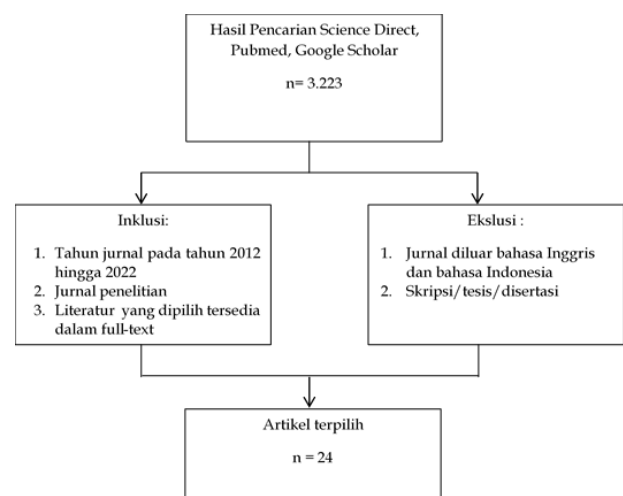 Hasil Pencarian Science Direct,
Pubmed, Google Scholar
n= 3.223
Inklusi:
1. Tahun jurnal pada tahun 2012
hingga 2022
2. Jurnal penelitian
3. Literatur yang dipilih tersedia
dalam full-text
Ekslusi :
1. Jurnal diluar bahasa Inggris
dan bahasa Indonesia
2. Skripsi/tesis/disertasi
Artikel terpilih
n = 24